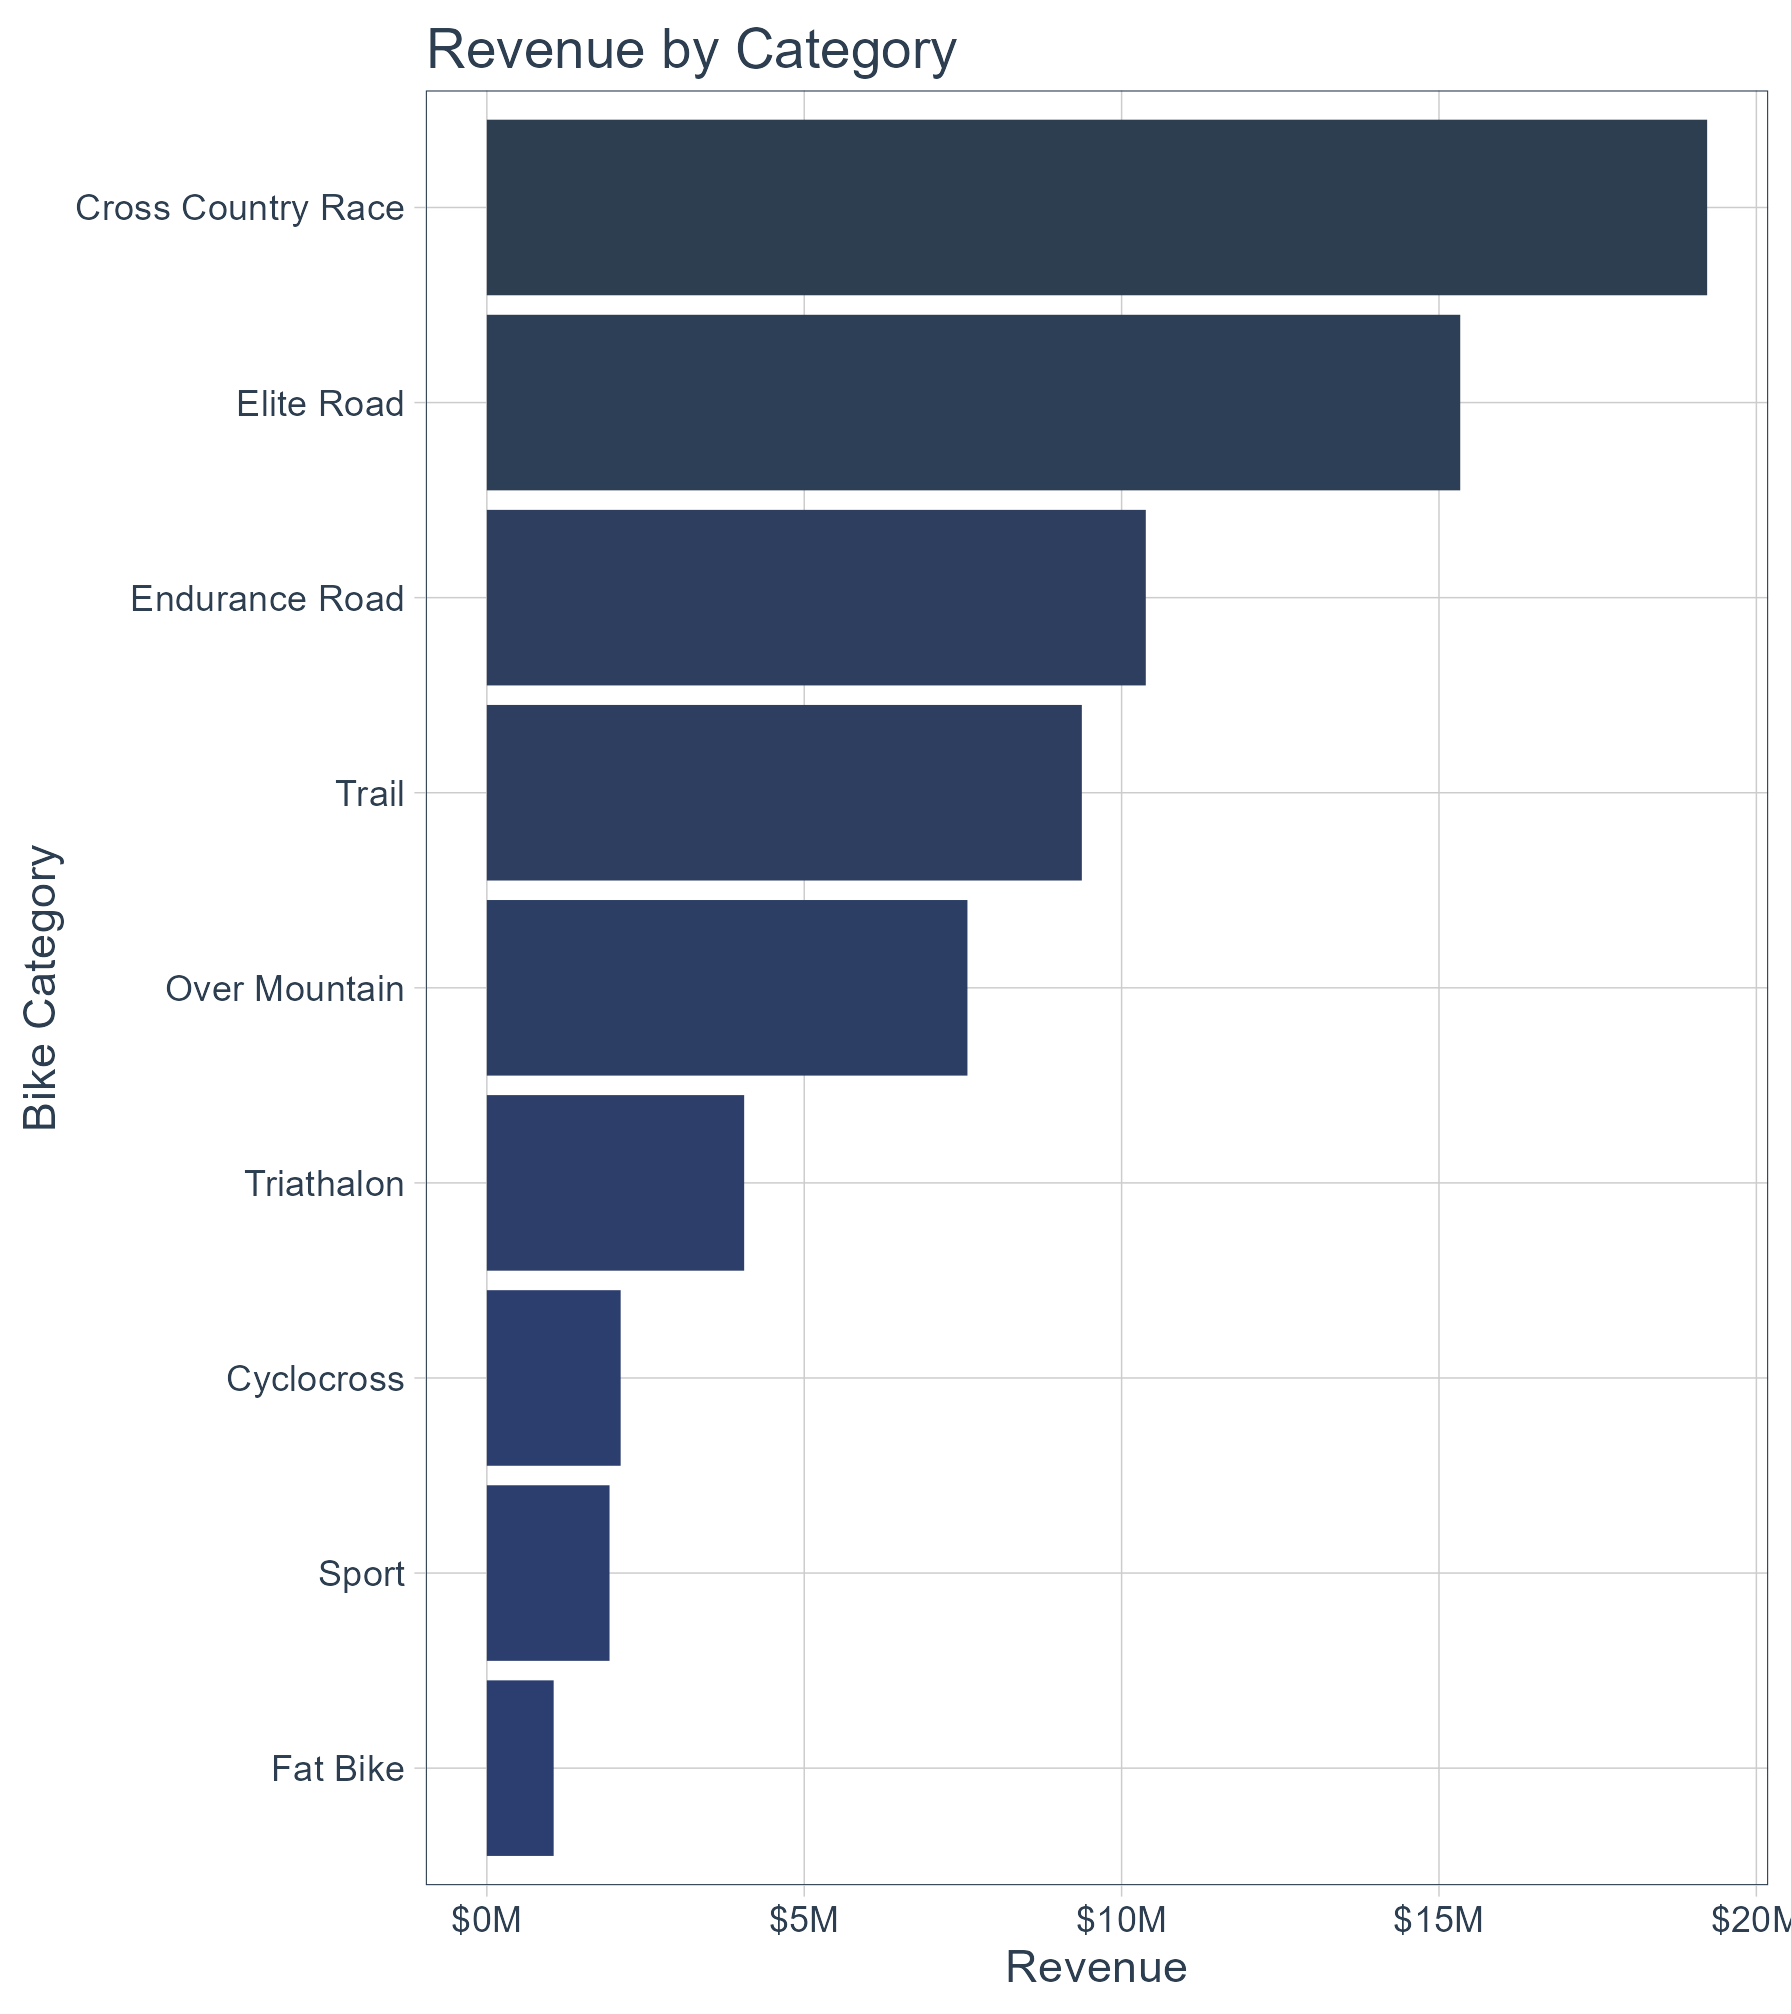 Revenue by Category
Bike Category
Cross Country Race
Elite Road
Endurance Road
Trail
Over Mountain
Triathalon
Cyclocross
Sport
Fat Bike
$0M $5M $10M $15M $20M
Revenue